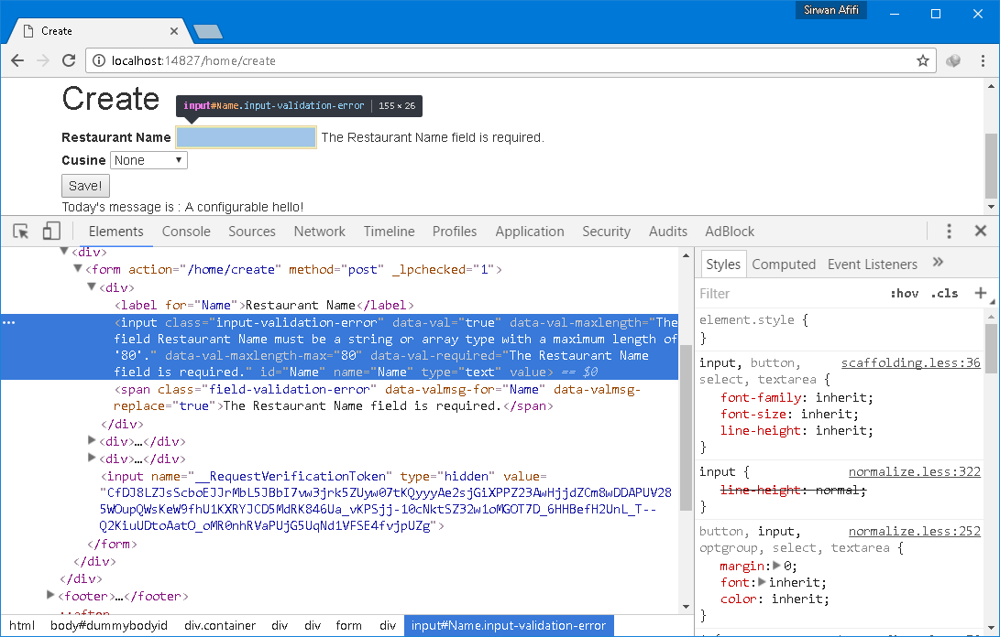 Sirwan Afifi
Create
localhost:14827/home/create
Create
input#Name.input-validation-error 155 × 26
Restaurant Name The Restaurant Name field is required.
Cusine None
Save!
Today's message is : A configurable hello!
Elements Console Sources Network Timeline Profiles Application Security Audits AdBlock
<div>
<form action="/home/create" method="post" _lpchecked="1">
<div>
<label for="Name">Restaurant Name</label>
<input class="input-validation-error" data-val="true" data-val-maxlength="The
field Restaurant Name must be a string or array type with a maximum length of
'80'." data-val-maxlength-max="80" data-val-required="The Restaurant Name
field is required." id="Name" name="Name" type="text" value> == $0
<span class="field-validation-error" data-valmsg-for="Name" data-valmsg-
replace="true">The Restaurant Name field is required.</span>
</div>
<div>…</div>
<div>…</div>
<input name="__RequestVerificationToken" type="hidden" value=
</form>
</div>
</div>
<footer>…</footer>
::after
html body#dummybodyid div.container div div form div input#Name.input-validation-error
Styles Computed Event Listeners »
Filter :hov .cls +
element.style {
}
input, button, scaffolding.less:36
select, textarea {
font-family: inherit;
font-size: inherit;
line-height: inherit;
}
input { normalize.less:322
line-height: normal;
}
button, input, normalize.less:252
optgroup, select, textarea {
margin: 0;
font: inherit;
color: inherit;
}